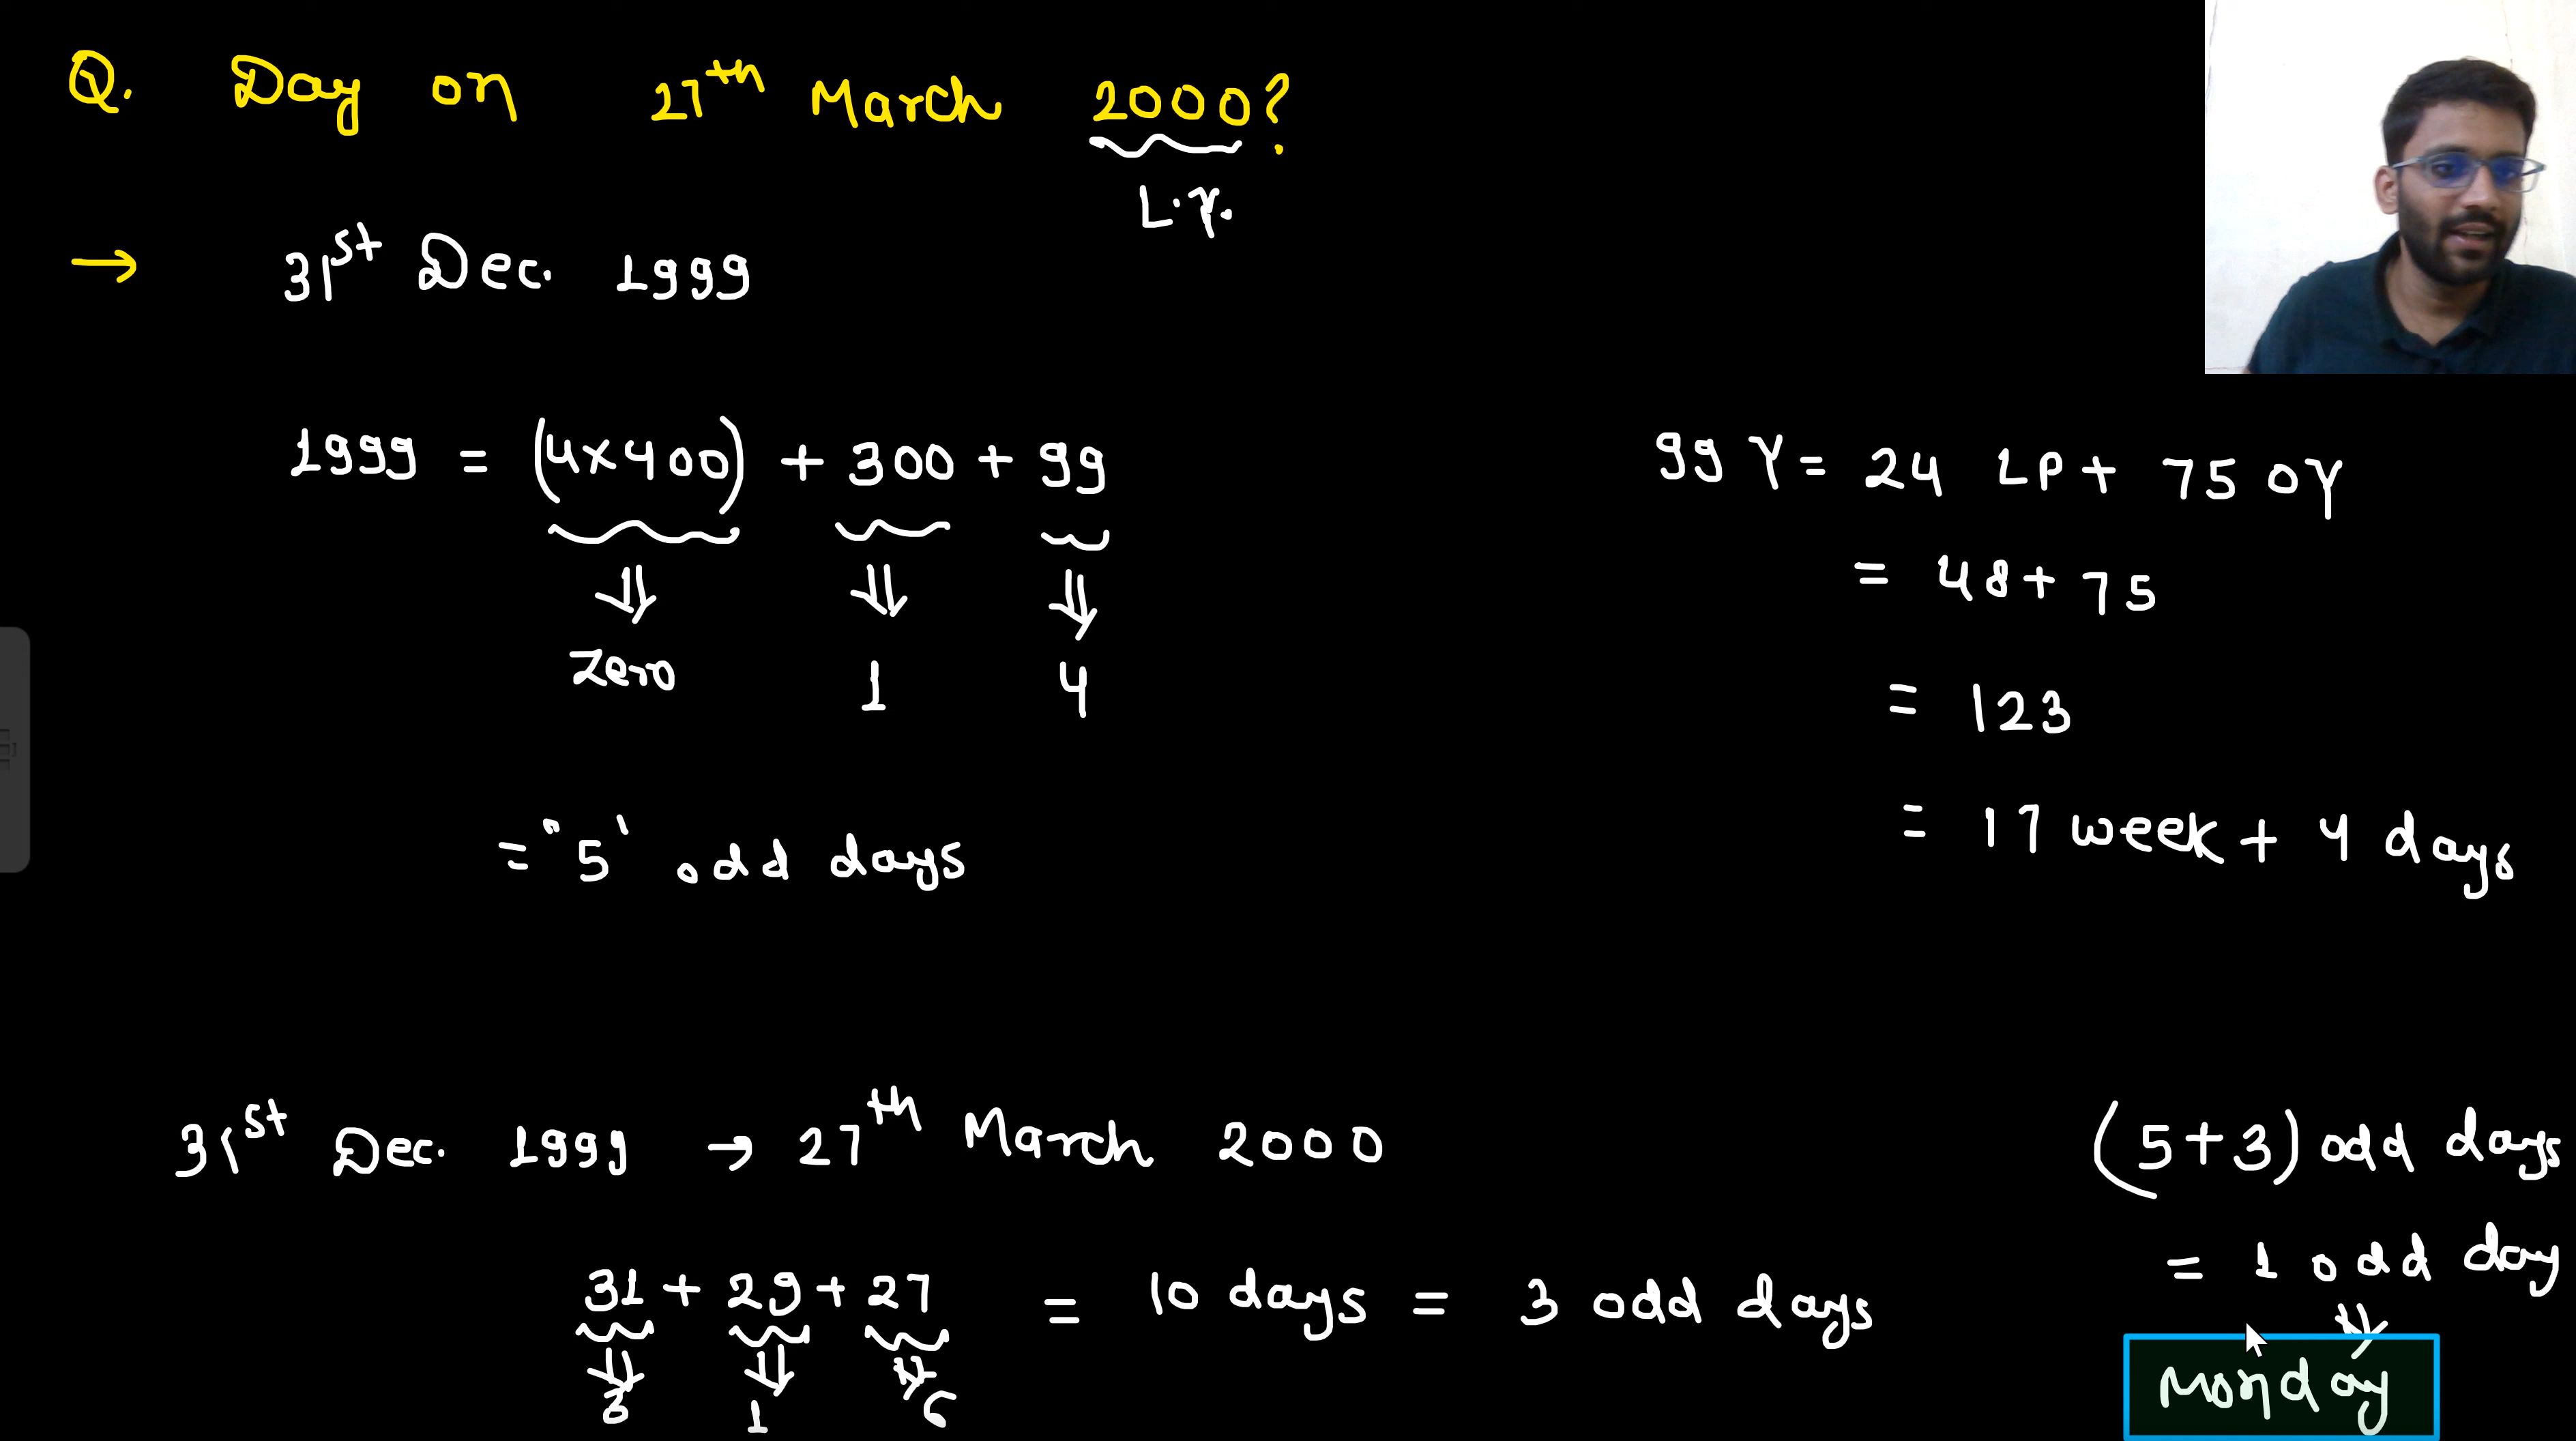 Q. Day on 27th March 2000?
L.Y.
→ 31st Dec. 1999
1999 = (4×400) + 300 + 99
⇓ ⇓ ⇓
Zero 1 4
= "5" odd days
99 Y = 24 LP + 75 OY
= 48 + 75
= 123
= 17 week + 4 days
31st Dec. 1999 → 27th March 2000
31 + 29 + 27 = 10 days = 3 odd days
⇓ ⇓ ⇓
3 1 6
(5+3) odd days
= 1 odd day
⇓
Monday